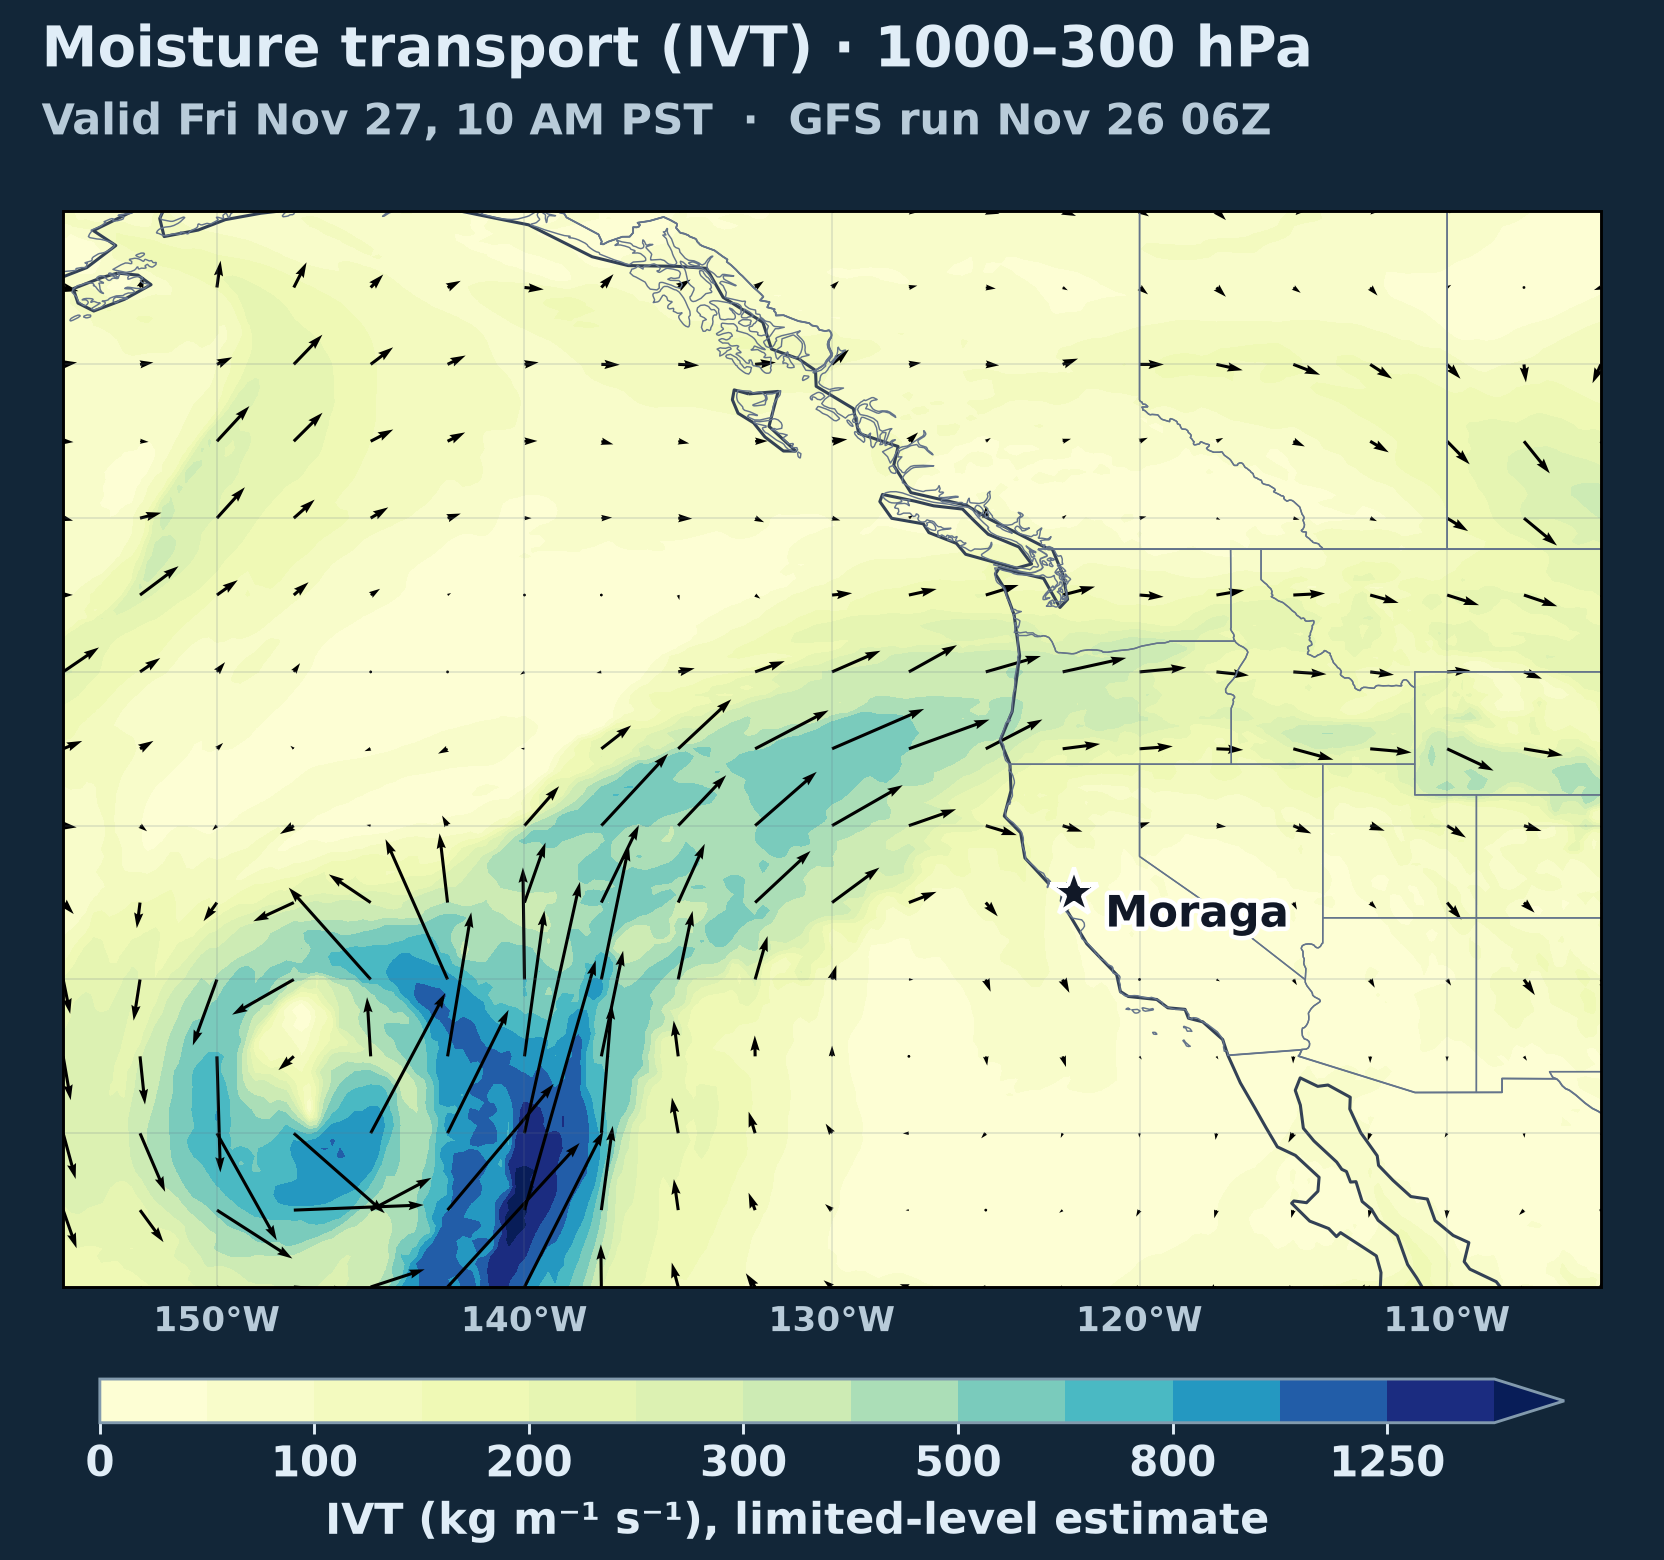 Moisture transport (IVT) · 1000–300 hPa
Valid Fri Nov 27, 10 AM PST · GFS run Nov 26 06Z
Moraga
150°W 140°W 130°W 120°W 110°W
0 100 200 300 500 800 1250
IVT (kg m⁻¹ s⁻¹), limited-level estimate